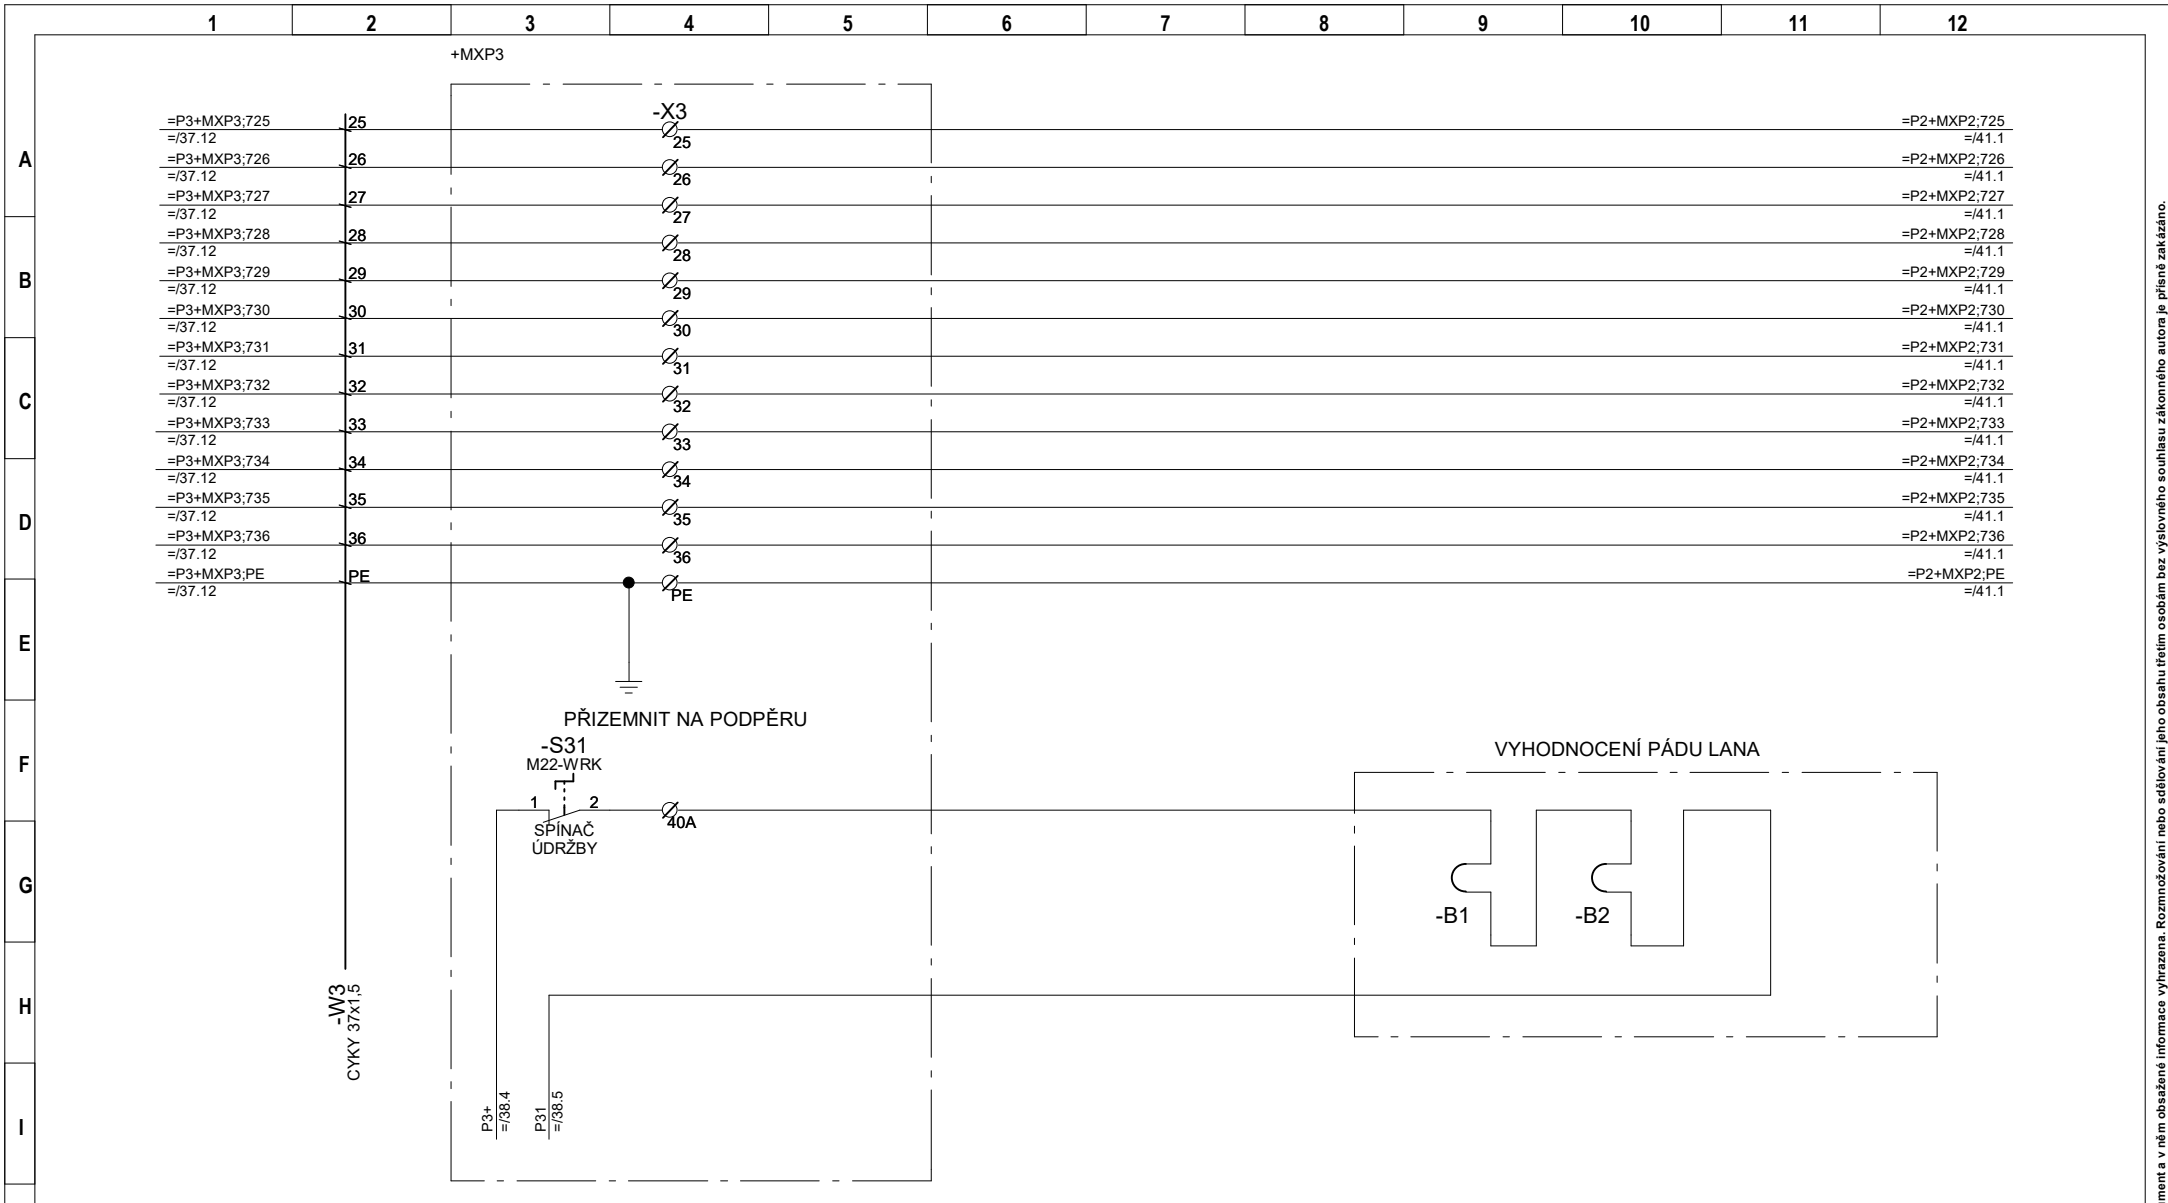 1 2 3 4 5 6 7 8 9 10 11 12
+MXP3
-X3
A
B
C
D
E
F
G
H
I
=P3+MXP3;725 25 25 =P2+MXP2;725
=/37.12 =/41.1
=P3+MXP3;726 26 26 =P2+MXP2;726
=/37.12 =/41.1
=P3+MXP3;727 27 27 =P2+MXP2;727
=/37.12 =/41.1
=P3+MXP3;728 28 28 =P2+MXP2;728
=/37.12 =/41.1
=P3+MXP3;729 29 29 =P2+MXP2;729
=/37.12 =/41.1
=P3+MXP3;730 30 30 =P2+MXP2;730
=/37.12 =/41.1
=P3+MXP3;731 31 31 =P2+MXP2;731
=/37.12 =/41.1
=P3+MXP3;732 32 32 =P2+MXP2;732
=/37.12 =/41.1
=P3+MXP3;733 33 33 =P2+MXP2;733
=/37.12 =/41.1
=P3+MXP3;734 34 34 =P2+MXP2;734
=/37.12 =/41.1
=P3+MXP3;735 35 35 =P2+MXP2;735
=/37.12 =/41.1
=P3+MXP3;736 36 36 =P2+MXP2;736
=/37.12 =/41.1
=P3+MXP3;PE PE PE =P2+MXP2;PE
=/37.12 =/41.1
PŘIZEMNIT NA PODPĚRU
-S31
M22-WRK
1 2
SPÍNAČ
ÚDRŽBY
40A
VYHODNOCENÍ PÁDU LANA
-B1
-B2
-W3
CYKY 37x1,5
P3+
=/38.4
P31
=/38.5
v něm obsažené informace vyhrazena. Rozmnožování nebo sdělování jeho obsahu třetím osobám bez výslovného souhlasu zákonného autora je přísně zakázáno.